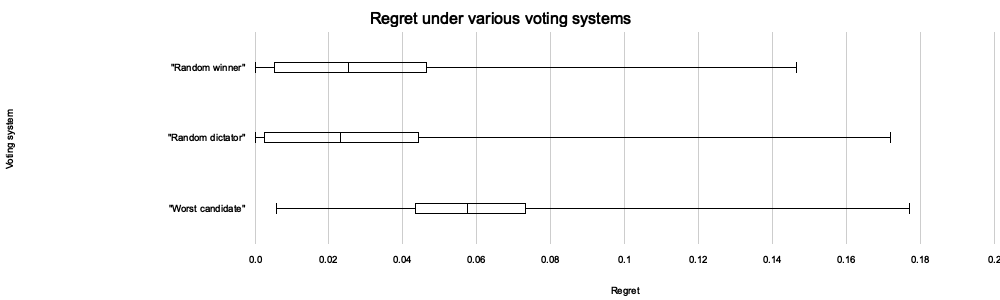 Regret under various voting systems
Voting system
"Random winner"
"Random dictator"
"Worst candidate"
0.0 0.02 0.04 0.06 0.08 0.1 0.12 0.14 0.16 0.18 0.2
Regret